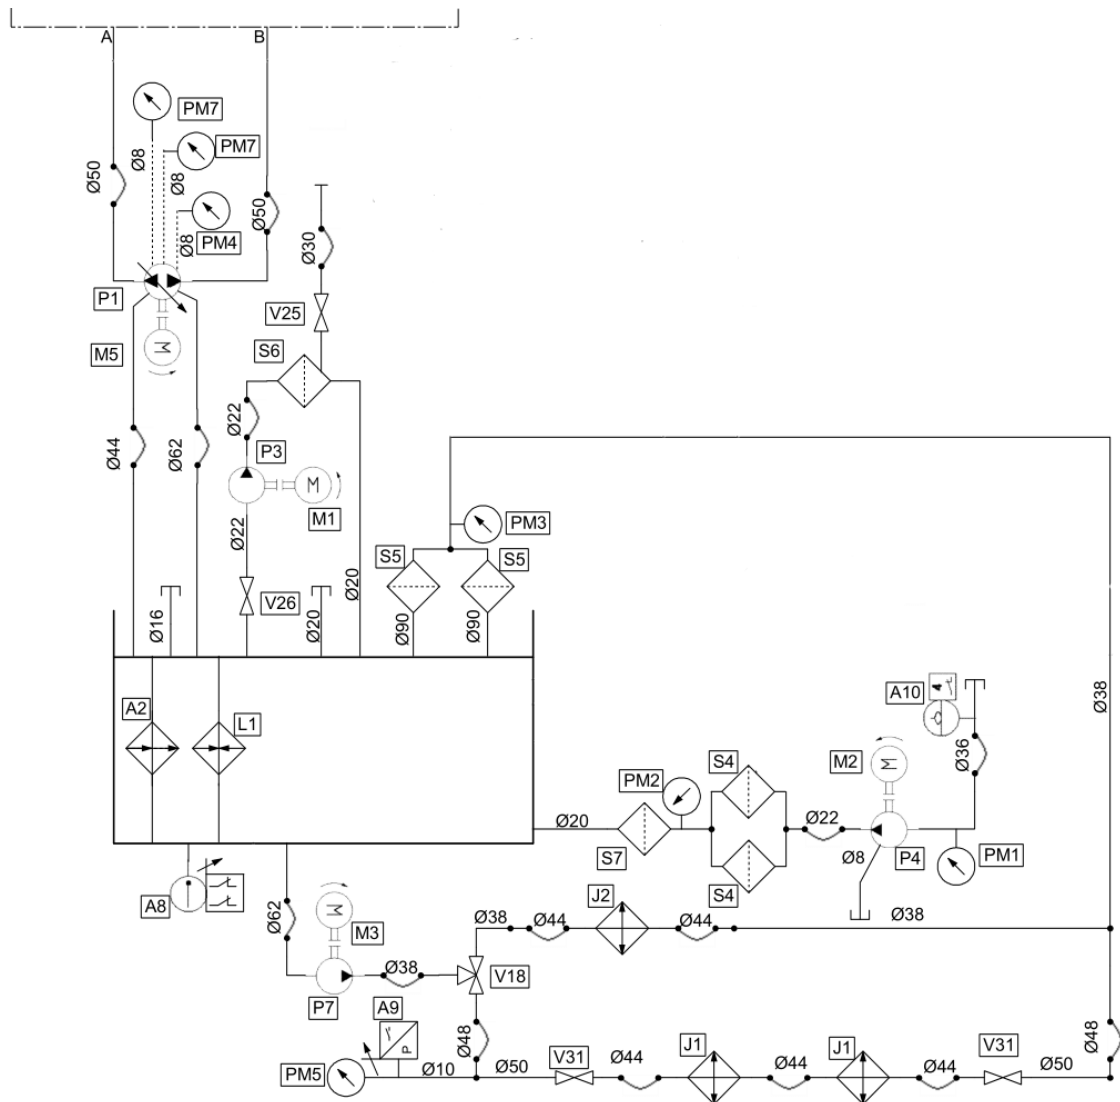 A B
PM7
PM7
Ø8
Ø50
Ø8
Ø50
Ø8
PM4
Ø30
P1
V25
M5
M
S6
Ø22
Ø44
Ø62
P3
M
M1
PM3
Ø22
S5
S5
Ø20
V26
Ø16
Ø20
Ø90
Ø90
Ø38
A10
A2
L1
M2
M
Ø36
PM2
S4
Ø20
Ø22
S7
P4
Ø8
PM1
S4
A8
J2
Ø62
M3
M
Ø38
Ø44
Ø44
Ø38
Ø38
V18
P7
A9
P
Ø48
Ø48
J1
J1
V31
V31
Ø44
Ø44
Ø44
PM5
Ø10
Ø50
Ø50